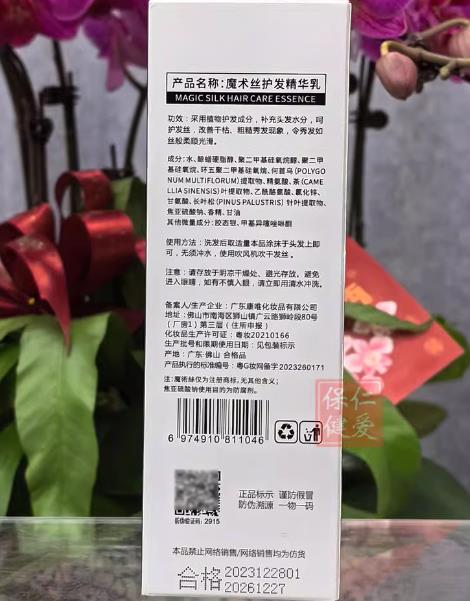 产品名称：魔术丝护发精华乳
MAGIC SILK HAIR CARE ESSENCE
功效：采用植物护发成分，补充头发水分，呵
护发丝，改善干枯、粗糙秀发现象，令秀发如
丝般柔顺光滑。
成分：水、鲸蜡硬脂醇、聚二甲基硅氧烷醇、聚二甲
基硅氧烷、环五聚二甲基硅氧烷、何首乌（POLYGO
NUM MULTIFLORUM）提取物、精氨酸、茶（CAME
LLIA SINENSIS）叶提取物、乙酰酪氨酸、氯化锌、
甘氨酸、长叶松（PINUS PALUSTRIS）针叶提取物、
焦亚硫酸钠、香精、甘油
其他微量成分：胶态银、甲基异噻唑啉酮
使用方法：洗发后取适量本品涂抹于头发上即
可，无须冲水，使用吹风机吹干发丝。
注意：请存放于阴凉干燥处、避光存放。避免
进入眼睛，如有不慎入眼，请立即用清水冲洗。
备案人/生产企业：广东康唯化妆品有限公司
地址：佛山市南海区狮山镇广云路狮岭段80号
（厂房1）第三层（住所申报）
化妆品生产许可证：粤妆20210166
生产批号和限期使用日期：见包装标示
产地：广东·佛山 合格品
产品执行的标准编号：粤G妆网备字2023260171
注：魔術絲仅为注册商标，无其他含义；
焦亚硫酸钠使用目的为防腐剂。
6 974910 811046
保仁
健爱
防伪验证码：2915
正品标示 谨防假冒
防伪溯源 一物一码
本品禁止网络销售/网络销售均为仿货
合格 2023122801
20261227